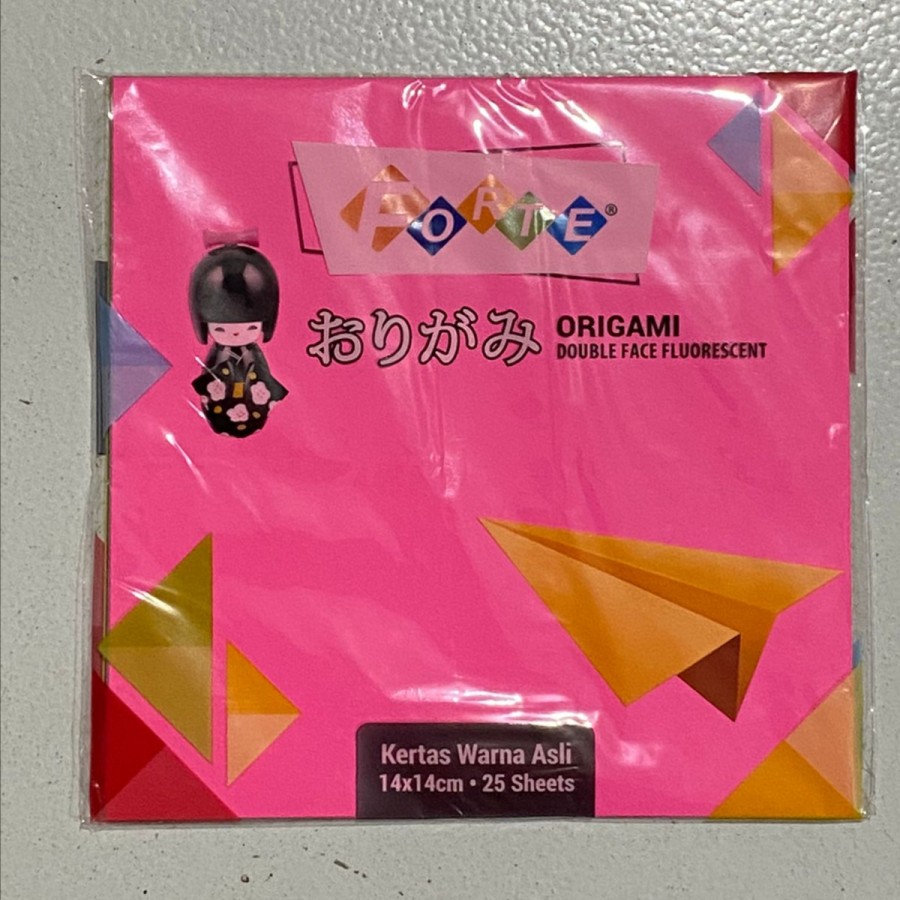 FORTE®
おりがみ ORIGAMI
DOUBLE FACE FLUORESCENT
Kertas Warna Asli
14x14cm • 25 Sheets